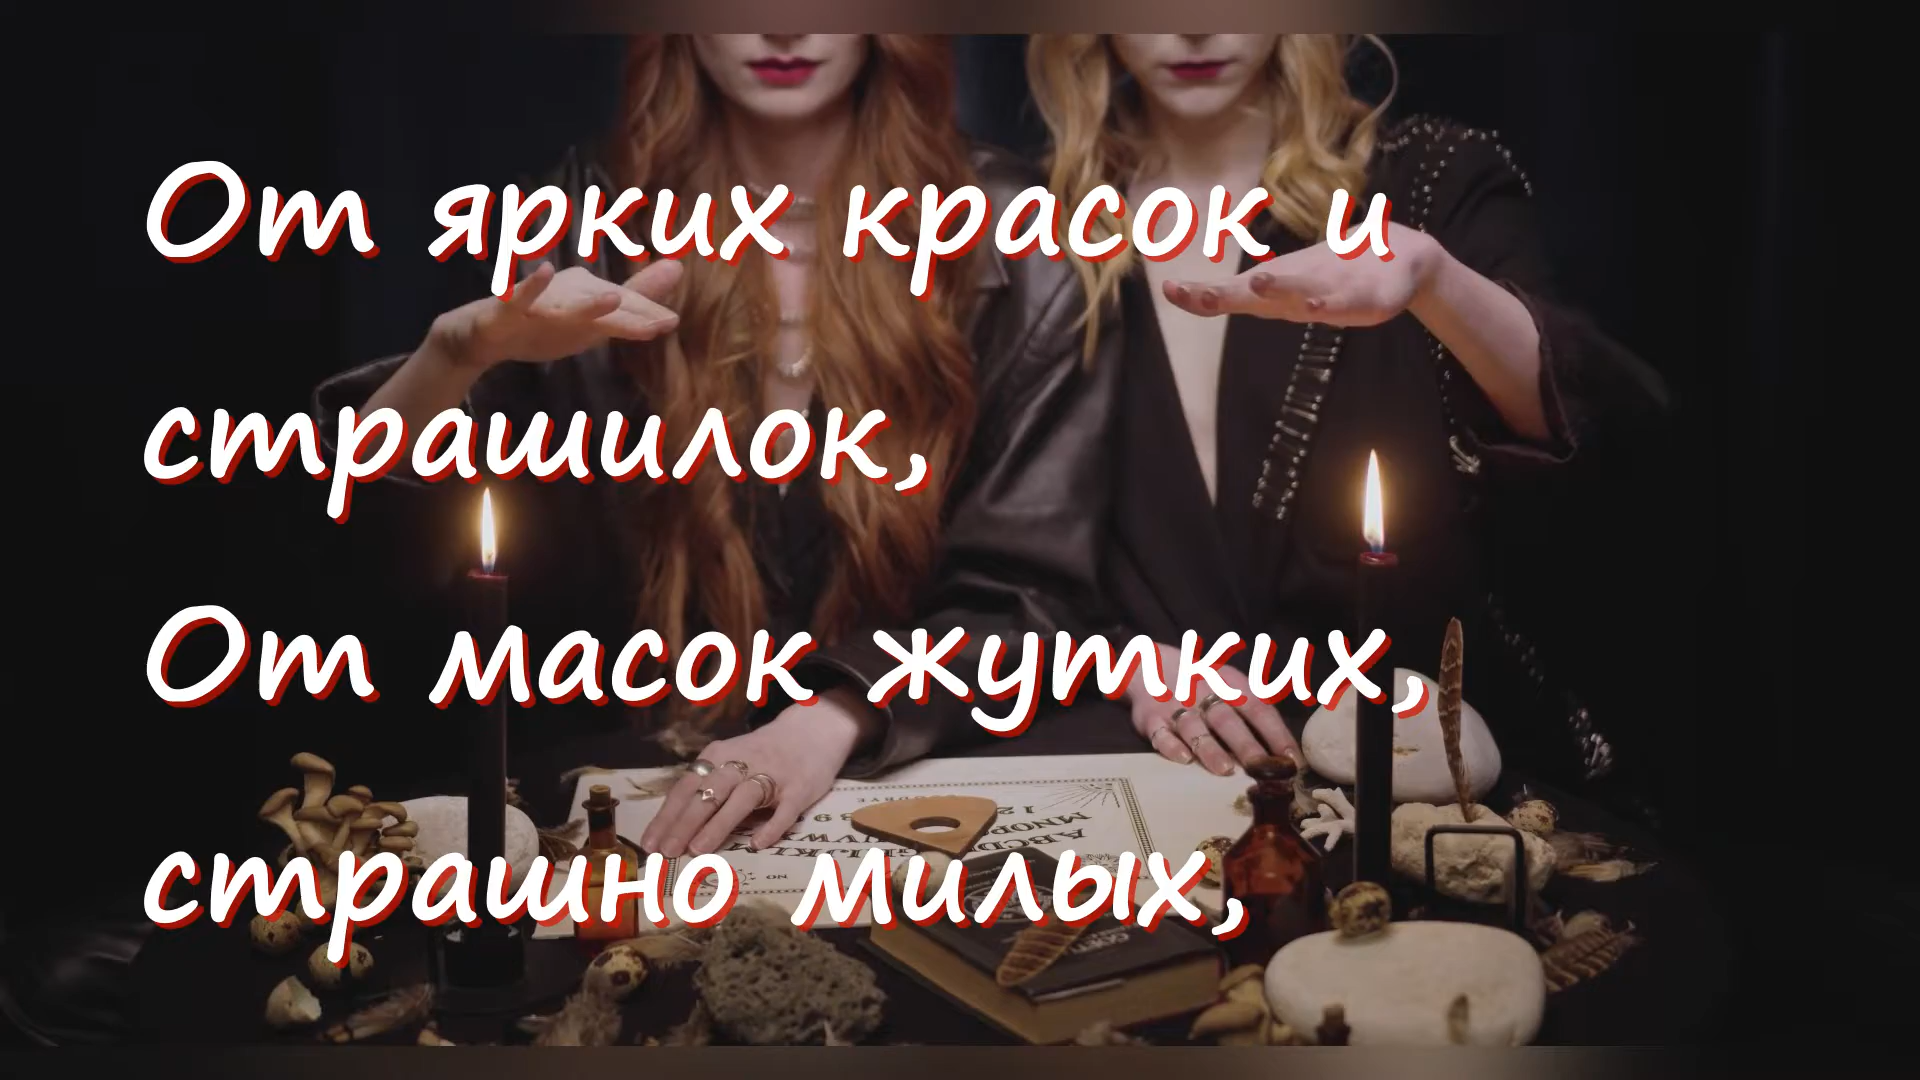 От ярких красок и
страшилок,
От масок жутких,
страшно милых,